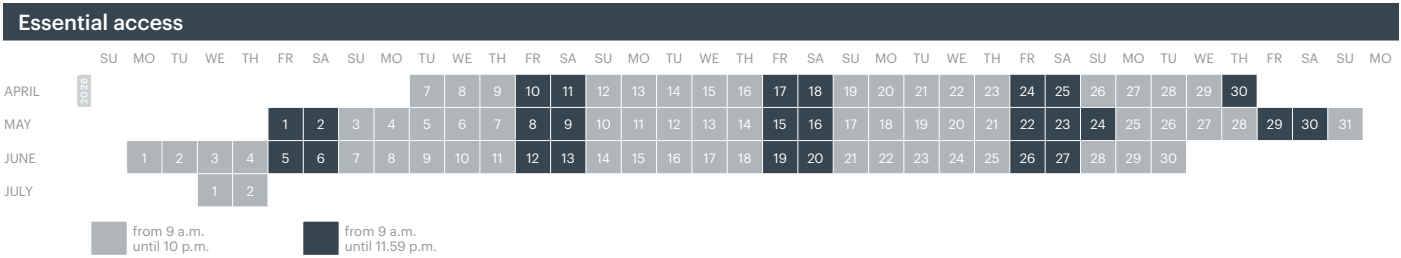 Essential access
SU MO TU WE TH FR SA SU MO TU WE TH FR SA SU MO TU WE TH FR SA SU MO TU WE TH FR SA SU MO TU WE TH FR SA SU MO
APRIL 2026 7 8 9 10 11 12 13 14 15 16 17 18 19 20 21 22 23 24 25 26 27 28 29 30
MAY 1 2 3 4 5 6 7 8 9 10 11 12 13 14 15 16 17 18 19 20 21 22 23 24 25 26 27 28 29 30 31
JUNE 1 2 3 4 5 6 7 8 9 10 11 12 13 14 15 16 17 18 19 20 21 22 23 24 25 26 27 28 29 30
JULY 1 2
from 9 a.m.
until 10 p.m.
from 9 a.m.
until 11.59 p.m.